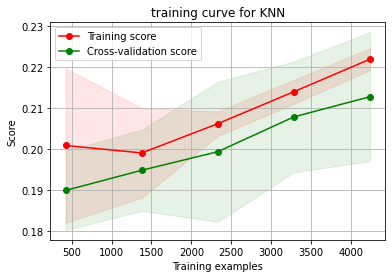 training curve for KNN
Training score
Cross-validation score
0.23
0.22
0.21
0.20
0.19
0.18
Score
500 1000 1500 2000 2500 3000 3500 4000
Training examples